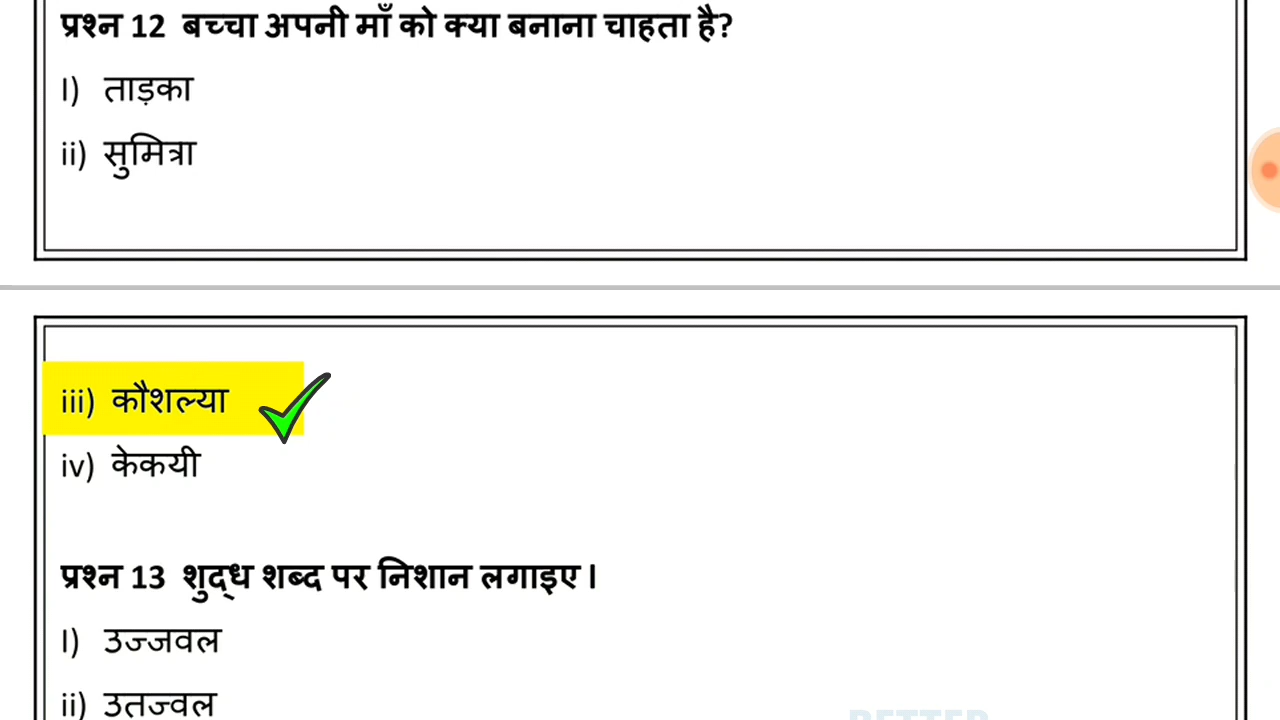 प्रश्न 12 बच्चा अपनी माँ को क्या बनाना चाहता है?
I) ताड़का
ii) सुमित्रा
iii) कौशल्या
iv) केकयी
प्रश्न 13 शुद्ध शब्द पर निशान लगाइए ।
I) उज्जवल
ii) उतज्वल
BETTER